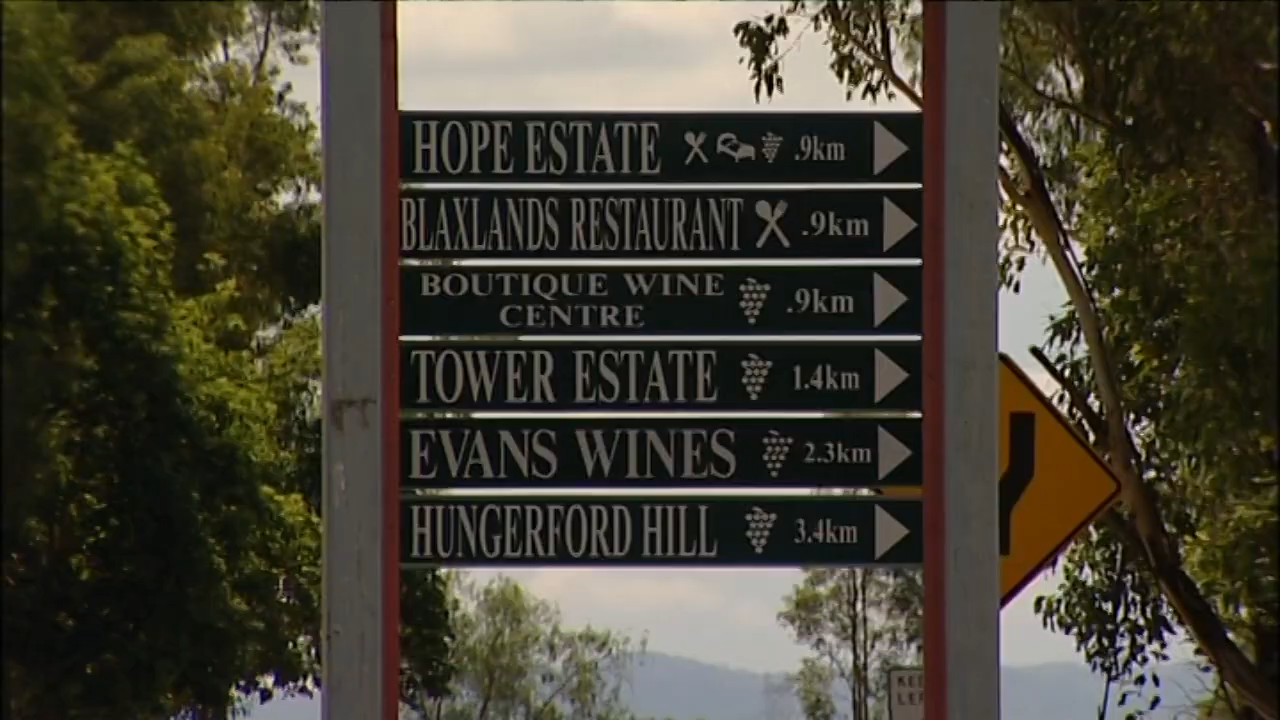 HOPE ESTATE .9km
BLAXLANDS RESTAURANT .9km
BOUTIQUE WINE
CENTRE .9km
TOWER ESTATE 1.4km
EVANS WINES 2.3km
HUNGERFORD HILL 3.4km